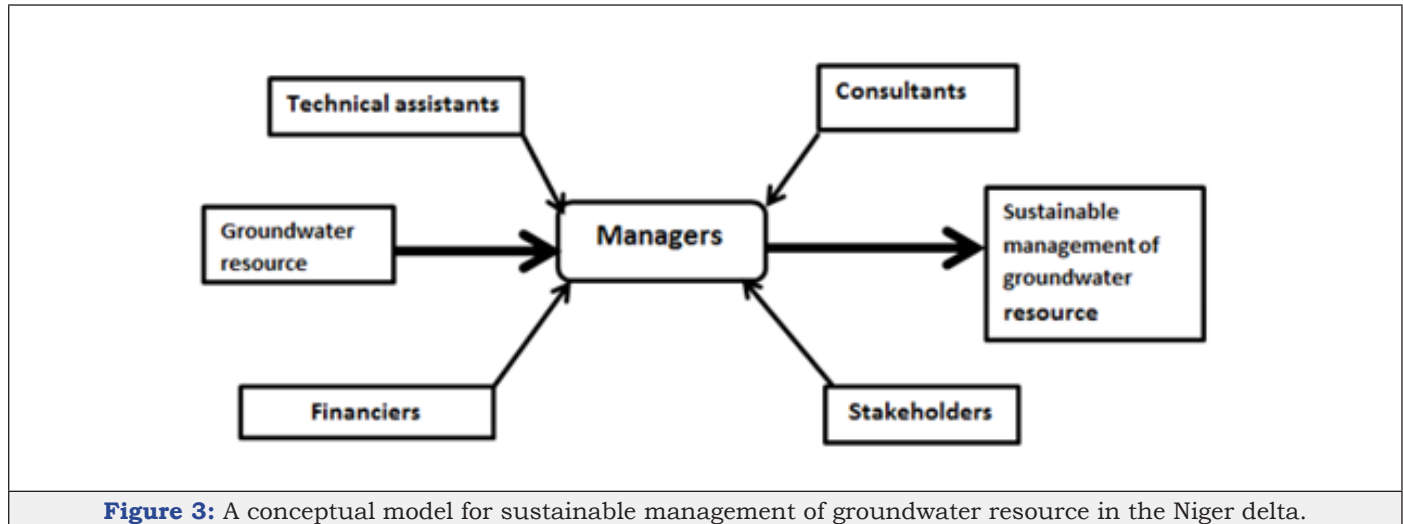 Technical assistants
Consultants
Groundwater
resource
Managers
Sustainable
management of
groundwater
resource
Financiers
Stakeholders
Figure 3: A conceptual model for sustainable management of groundwater resource in the Niger delta.